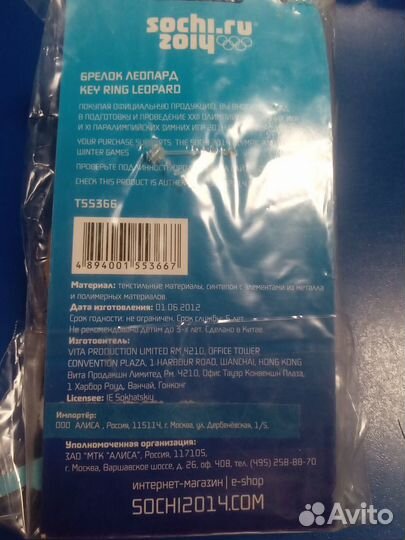 sochi.ru
2014
БРЕЛОК ЛЕОПАРД
KEY RING LEOPARD
ПОКУПАЯ ОФИЦИАЛЬНУЮ ПРОДУКЦИЮ, ВЫ
В ПОДГОТОВКУ И ПРОВЕДЕНИЕ XXII
И XI ПАРАЛИМПИЙСКИХ ЗИМНИХ ИГР
YOUR PURCHASE SUPPORTS THE
WINTER GAMES
ПРОВЕРЬТЕ
CHECK THIS PRODUCT IS
T55366
4 894001 553667
Материал: текстильные материалы, синтепон с элементами из металла
и полимерных материалов.
Дата изготовления: 01.06.2012
Срок годности: не ограничен. Срок службы: 5 лет.
Не рекомендовано детям до 3-х лет. Сделано в Китае
Изготовитель:
VITA PRODUCTION LIMITED RM.4210, OFFICE TOWER
CONVENTION PLAZA, 1 HARBOUR ROAD, WANCHAI, HONG KONG
Вита Продакшн Лимитед Рм. 4210, Офис Тауэр Конвеншн Плаза,
1 Харбор Роуд, Ванчай, Гонконг
Licensee: IE Sokhatskiy
Импортёр:
ООО АЛИСА, Россия, 115114, г. Москва, ул. Дербеневская, 1/5.
Уполномоченная организация:
ЗАО "МТК "АЛИСА", Россия, 117105,
г. Москва, Варшавское шоссе, д. 26, оф. 408, тел. (495) 258-88-70
интернет-магазин | e-shop
SOCHI2014.COM
Avito